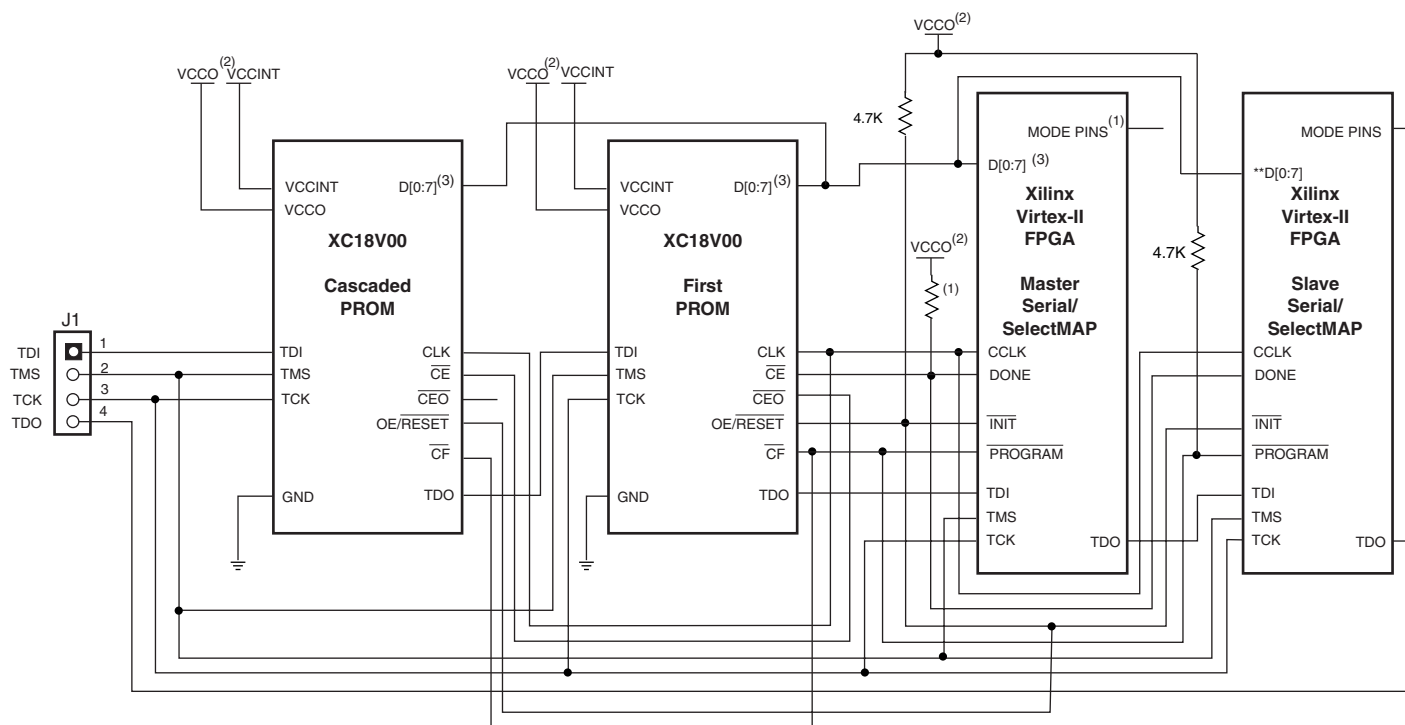 VCCO(2)
VCCO(2) VCCINT
VCCO(2) VCCINT
4.7K
MODE PINS(1)
MODE PINS
VCCINT
D[0:7](3)
VCCINT
D[0:7](3)
D[0:7](3)
**D[0:7]
VCCO
VCCO
XC18V00
Cascaded
PROM
XC18V00
First
PROM
VCCO(2)
(1)
Xilinx
Virtex-II
FPGA
Master
Serial/
SelectMAP
4.7K
Xilinx
Virtex-II
FPGA
Slave
Serial/
SelectMAP
J1
TDI
1
TMS
2
TCK
3
TDO
4
TDI
TMS
TCK
GND
CLK
CE
CEO
OE/RESET
CF
TDO
TDI
TMS
TCK
GND
CLK
CE
CEO
OE/RESET
CF
TDO
CCLK
DONE
INIT
PROGRAM
TDI
TMS
TCK
TDO
CCLK
DONE
INIT
PROGRAM
TDI
TMS
TCK
TDO